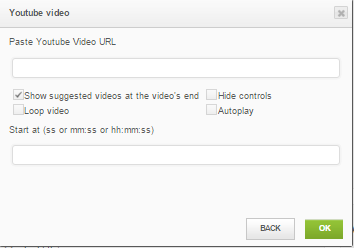 Youtube video
Paste Youtube Video URL
Show suggested videos at the video's end Hide controls
Loop video Autoplay
Start at (ss or mm:ss or hh:mm:ss)
BACK OK